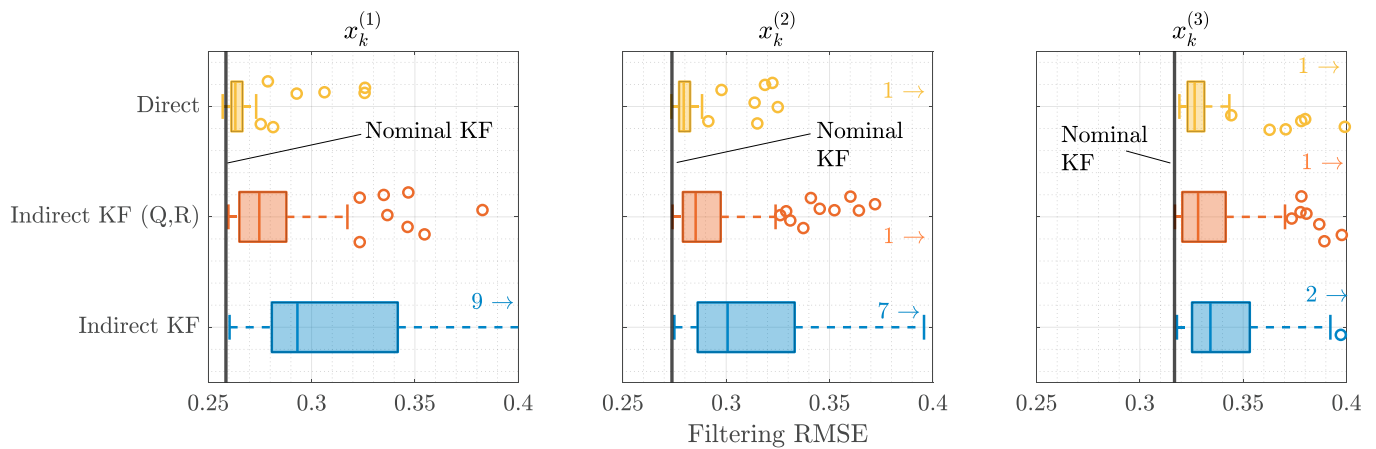 x_k^{(1)}
x_k^{(2)}
x_k^{(3)}
Direct
Indirect KF (Q,R)
Indirect KF
Nominal KF
9 →
0.25 0.3 0.35 0.4
1 →
Nominal
KF
1 →
7 →
0.25 0.3 0.35 0.4
1 →
Nominal
KF
1 →
2 →
0.25 0.3 0.35 0.4
Filtering RMSE